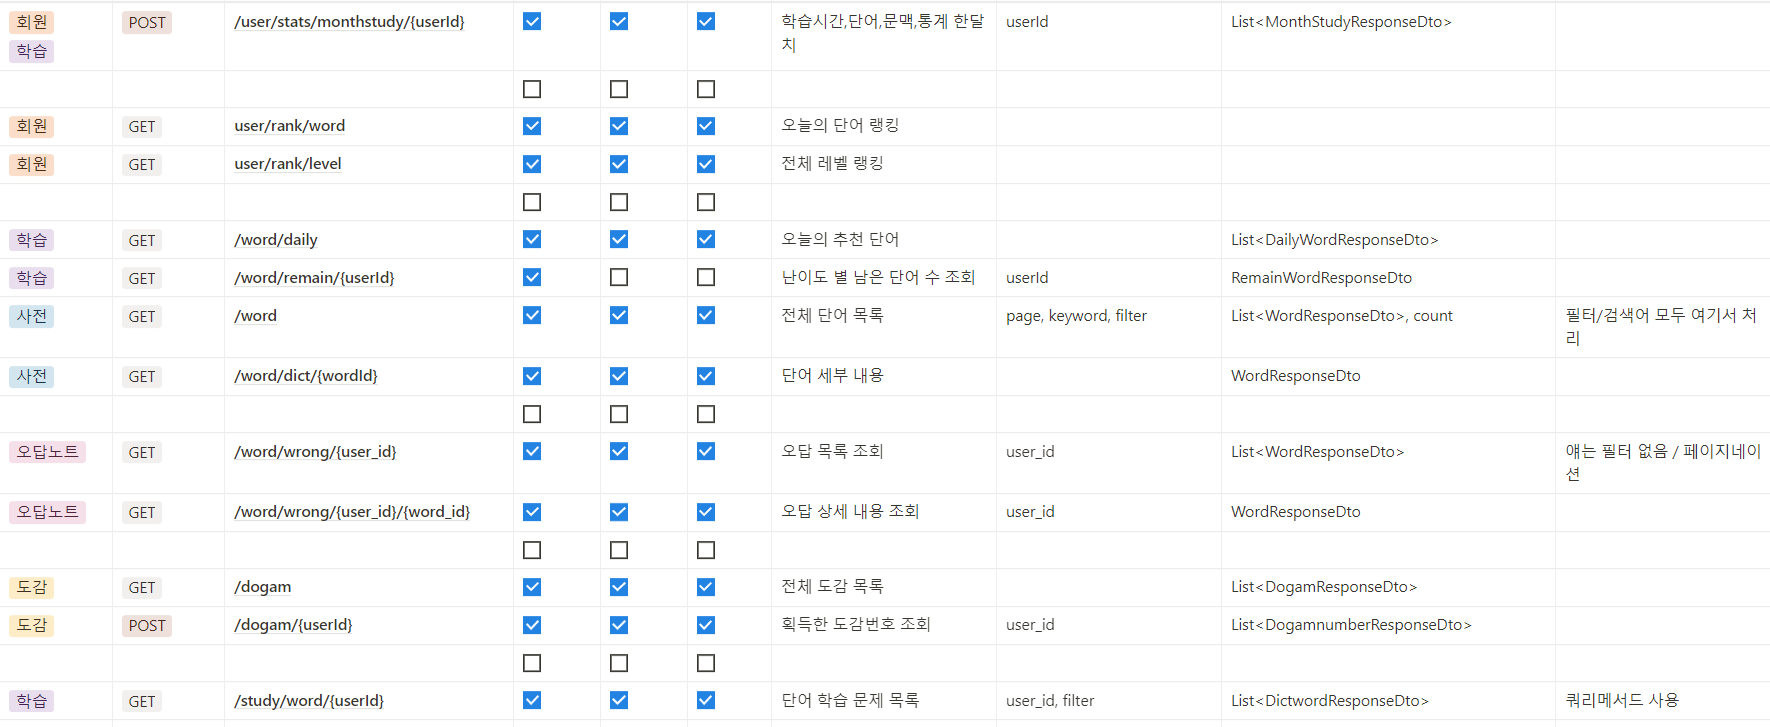 회원 POST /user/stats/monthstudy/{userId} 학습시간,단어,문맥,통계 한달 userId List<MonthStudyResponseDto>
학습 치
회원 GET user/rank/word 오늘의 단어 랭킹
회원 GET user/rank/level 전체 레벨 랭킹
학습 GET /word/daily 오늘의 추천 단어 List<DailyWordResponseDto>
학습 GET /word/remain/{userId} 난이도 별 남은 단어 수 조회 userId RemainWordResponseDto
사전 GET /word 전체 단어 목록 page, keyword, filter List<WordResponseDto>, count 필터/검색어 모두 여기서 처
리
사전 GET /word/dict/{wordId} 단어 세부 내용 WordResponseDto
오답노트 GET /word/wrong/{user_id} 오답 목록 조회 user_id List<WordResponseDto> 얘는 필터 없음 / 페이지네이
션
오답노트 GET /word/wrong/{user_id}/{word_id} 오답 상세 내용 조회 user_id WordResponseDto
도감 GET /dogam 전체 도감 목록 List<DogamResponseDto>
도감 POST /dogam/{userId} 획득한 도감번호 조회 user_id List<DogamnumberResponseDto>
학습 GET /study/word/{userId} 단어 학습 문제 목록 user_id, filter List<DictwordResponseDto> 쿼리메서드 사용